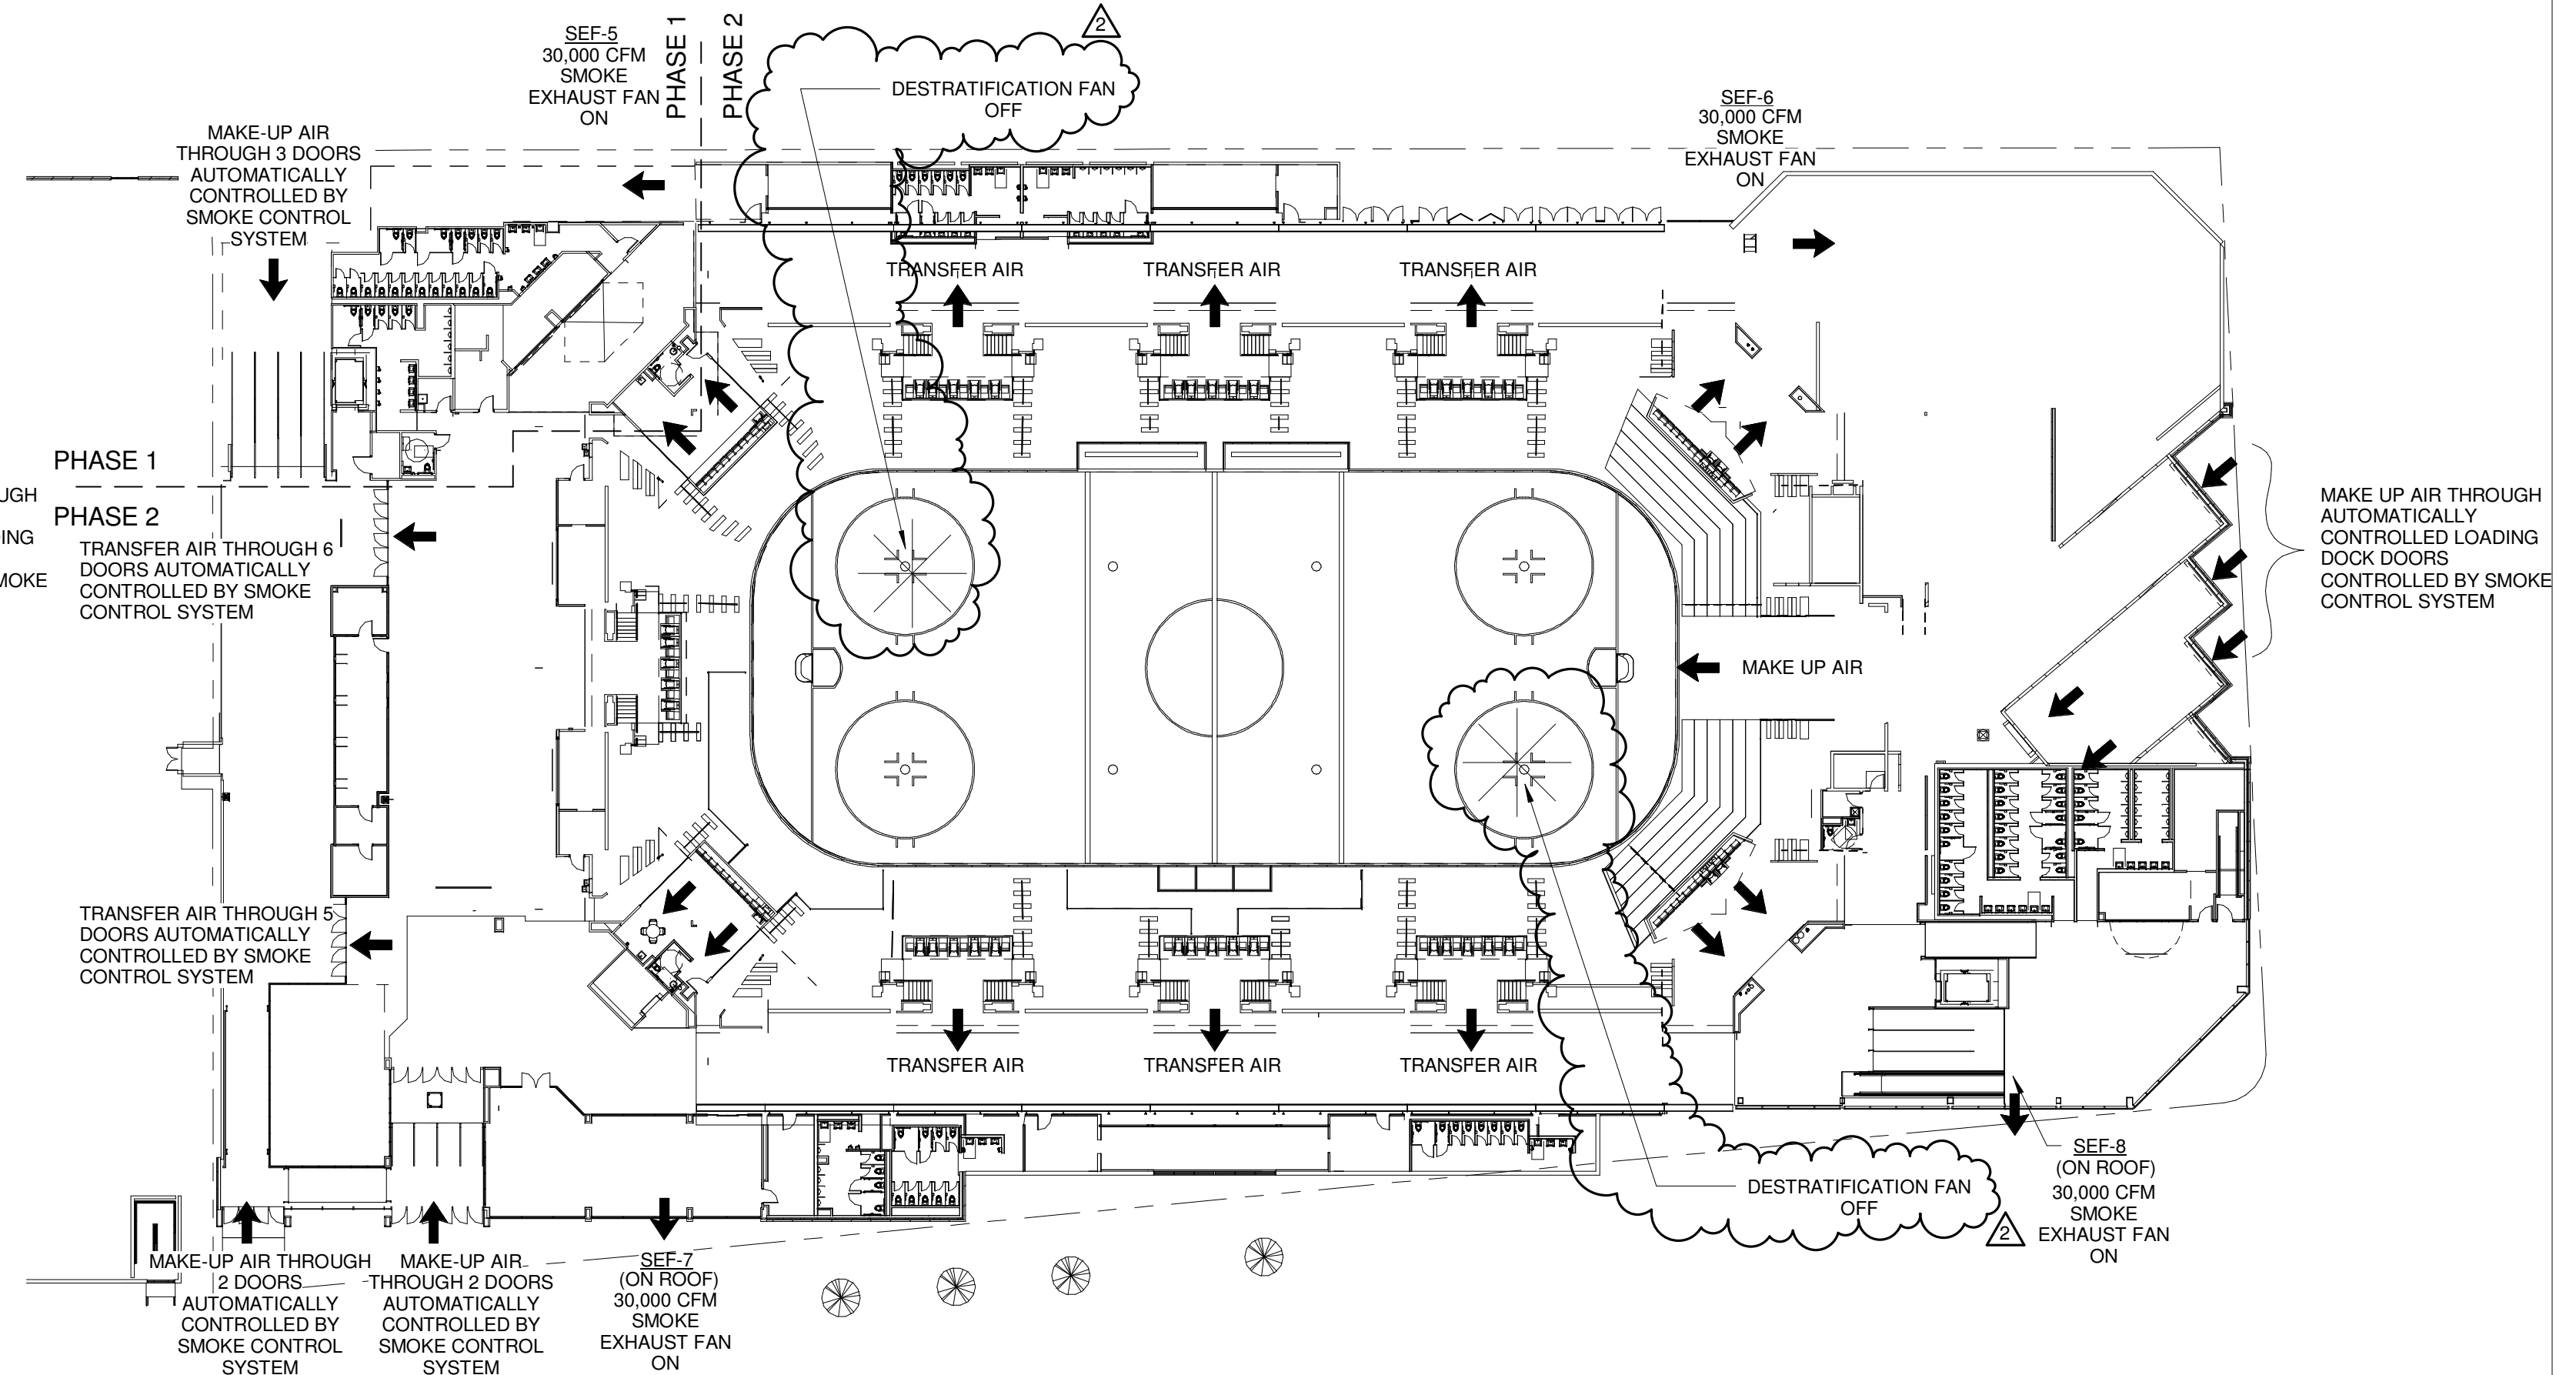 SEF-5
30,000 CFM
SMOKE
EXHAUST FAN
ON
PHASE 1
PHASE 2
2
DESTRATIFICATION FAN
OFF
SEF-6
30,000 CFM
SMOKE
EXHAUST FAN
ON
MAKE-UP AIR
THROUGH 3 DOORS
AUTOMATICALLY
CONTROLLED BY
SMOKE CONTROL
SYSTEM
TRANSFER AIR
TRANSFER AIR
TRANSFER AIR
PHASE 1
UGH
PHASE 2
ING
MOKE
TRANSFER AIR THROUGH 6
DOORS AUTOMATICALLY
CONTROLLED BY SMOKE
CONTROL SYSTEM
MAKE UP AIR THROUGH
AUTOMATICALLY
CONTROLLED LOADING
DOCK DOORS
CONTROLLED BY SMOKE
CONTROL SYSTEM
MAKE UP AIR
TRANSFER AIR THROUGH 5
DOORS AUTOMATICALLY
CONTROLLED BY SMOKE
CONTROL SYSTEM
TRANSFER AIR
TRANSFER AIR
TRANSFER AIR
DESTRATIFICATION FAN
OFF
2
SEF-8
(ON ROOF)
30,000 CFM
SMOKE
EXHAUST FAN
ON
MAKE-UP AIR THROUGH
2 DOORS
AUTOMATICALLY
CONTROLLED BY
SMOKE CONTROL
SYSTEM
MAKE-UP AIR
THROUGH 2 DOORS
AUTOMATICALLY
CONTROLLED BY
SMOKE CONTROL
SYSTEM
SEF-7
(ON ROOF)
30,000 CFM
SMOKE
EXHAUST FAN
ON